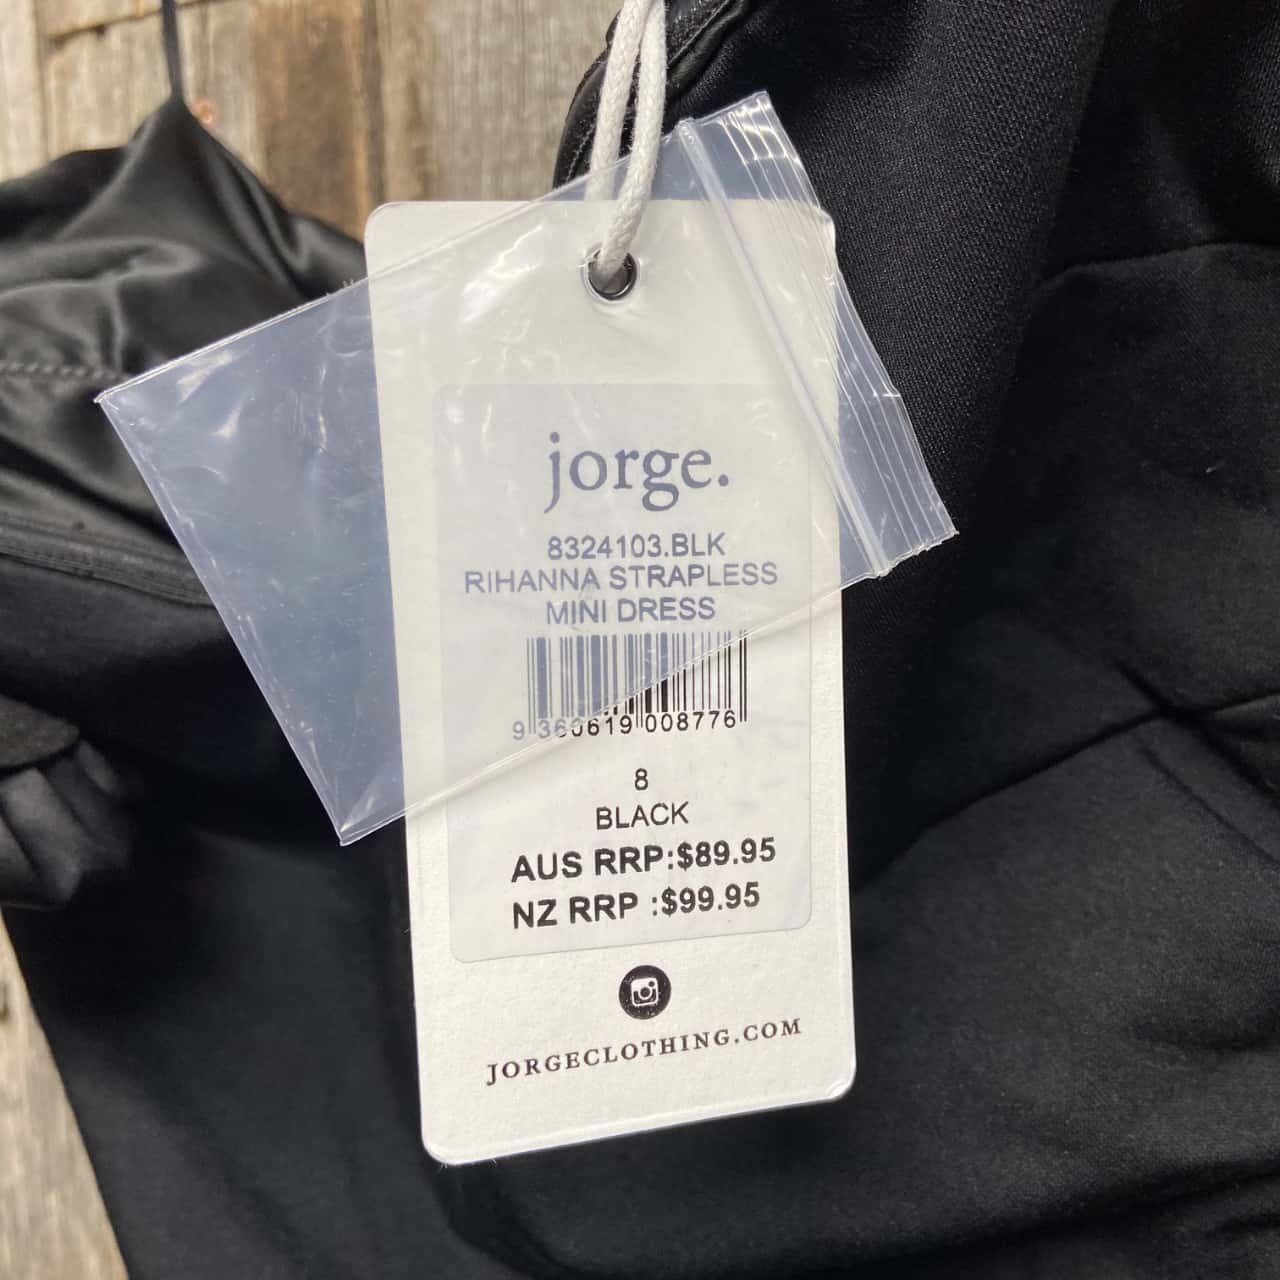 jorge.
8324103.BLK
RIHANNA STRAPLESS
MINI DRESS
9 360619 008776
8
BLACK
AUS RRP:$89.95
NZ RRP :$99.95
JORGECLOTHING.COM